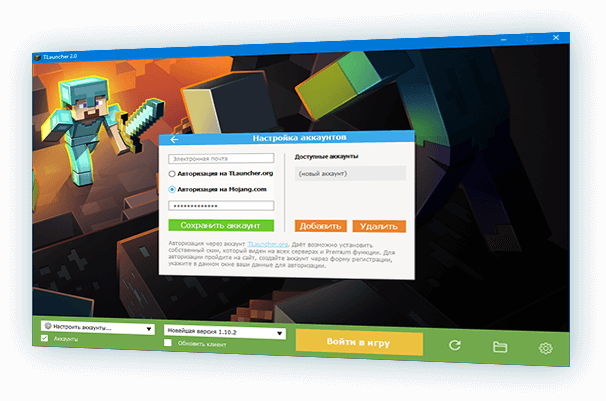 TLauncher 2.0
Настройка аккаунтов
Электронная почта
Авторизация на TLauncher.org
Авторизация на Mojang.com
*************
Сохранить аккаунт
Доступные аккаунты
(новый аккаунт)
Добавить
Удалить
Авторизация через аккаунт TLauncher.org. Даёт возможно установить
собственный скин, который виден на всех серверах и Premium функции. Для
авторизации пройдите на сайт, создайте аккаунт через форму регистрации,
укажите в данном окне ваши данные для авторизации.
Настроить аккаунты...
Аккаунты
Новейшая версия 1.10.2
Обновить клиент
Войти в игру